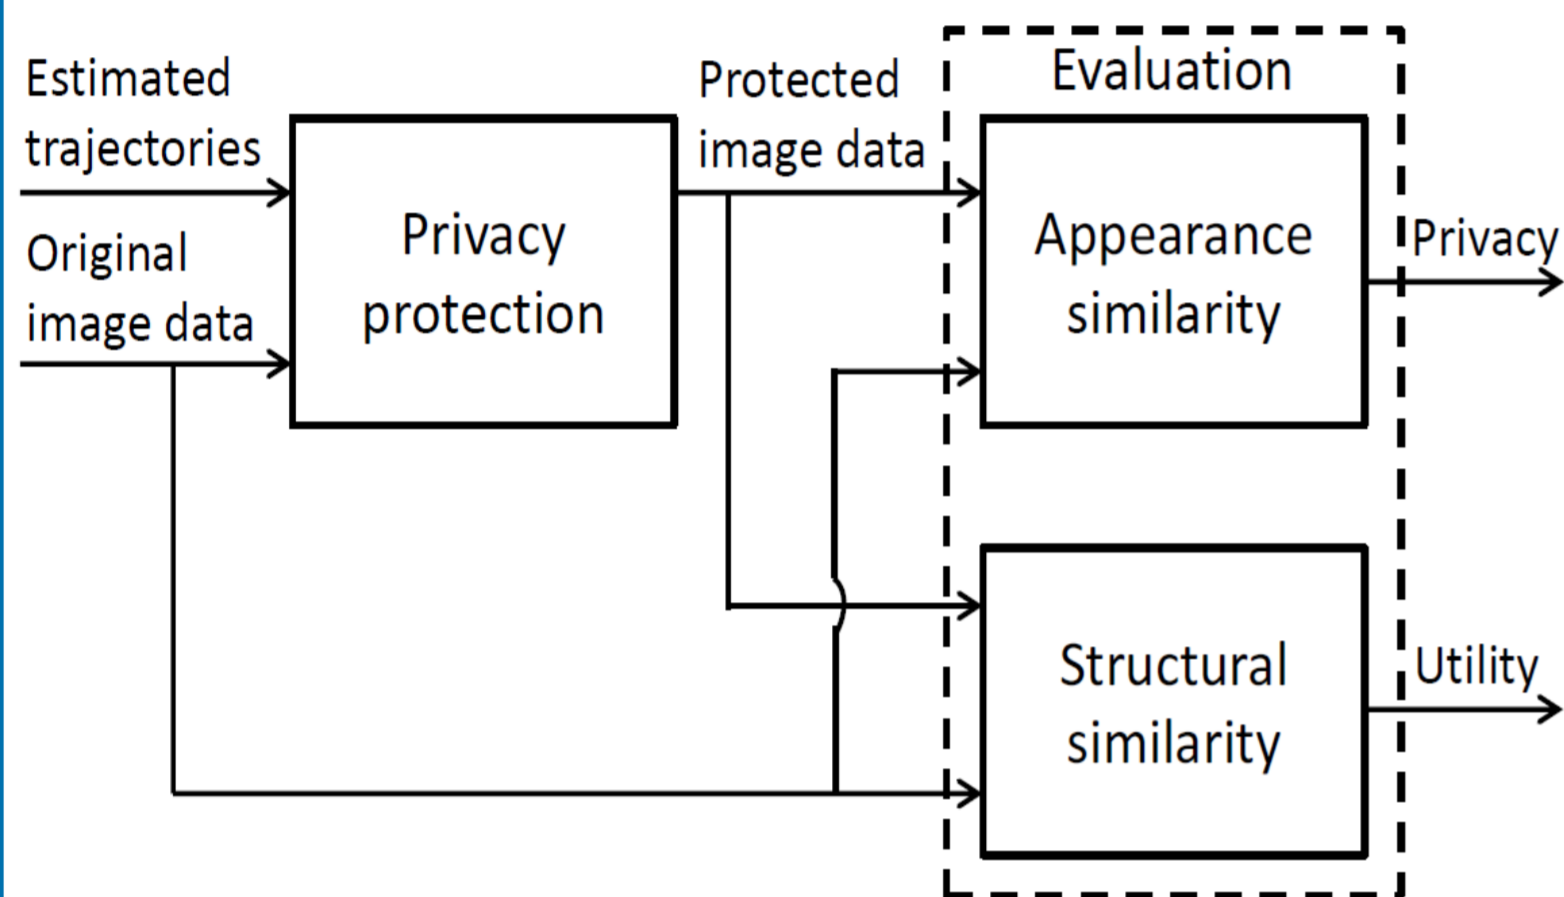 Estimated
trajectories
Original
image data
Privacy
protection
Protected
image data
Evaluation
Appearance
similarity
Privacy
Structural
similarity
Utility